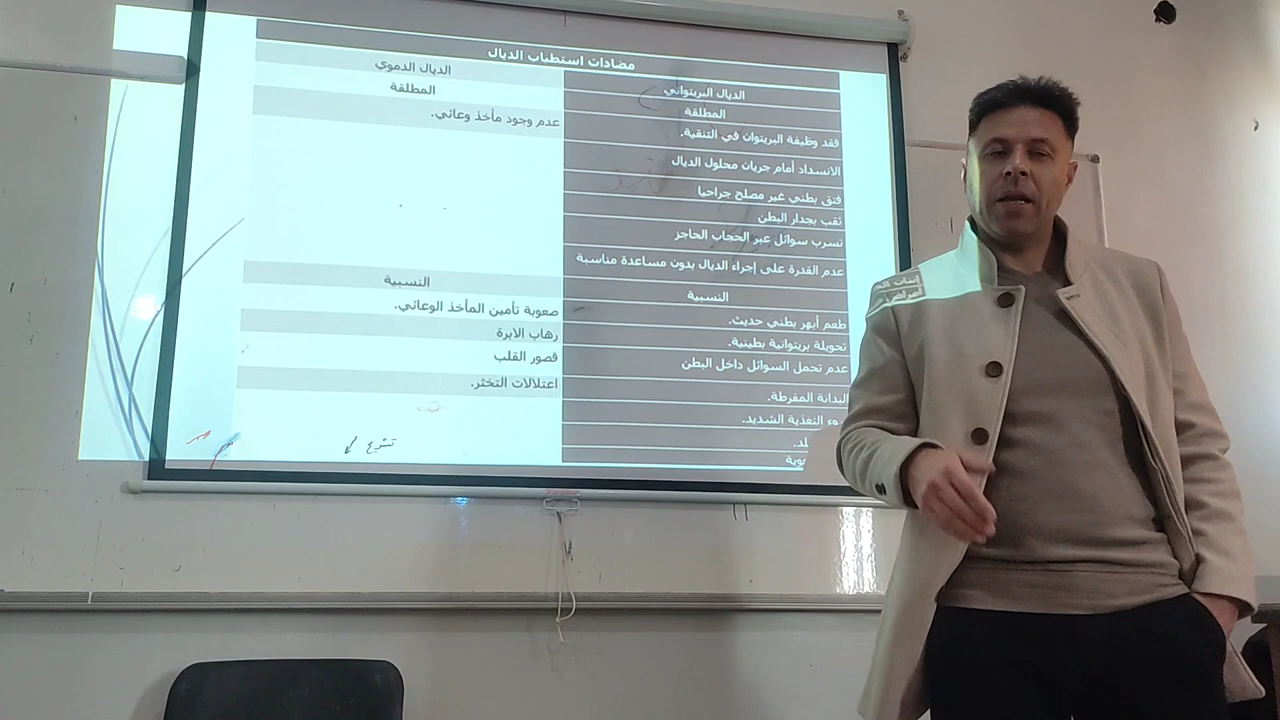 مضادات استطباب الديال
الديال البريتواني
الديال الدموي
المطلقة
المطلقة
فقد وظيفة البريتوان في التنقية.
عدم وجود مأخذ وعائي.
الانسداد أمام جريان محلول الديال
فتق بطني غير مصلح جراحيا
ثقب بجدار البطن
تسرب سوائل عبر الحجاب الحاجز
عدم القدرة على إجراء الديال بدون مساعدة مناسبة
النسبية
النسبية
طعم أبهر بطني حديث.
صعوبة تأمين المأخذ الوعائي.
تحويلة بريتوانية بطينية.
رهاب الابرة
عدم تحمل السوائل داخل البطن
قصور القلب
البدانة المفرطة.
اعتلالات التخثر.
التغذية الشديد.